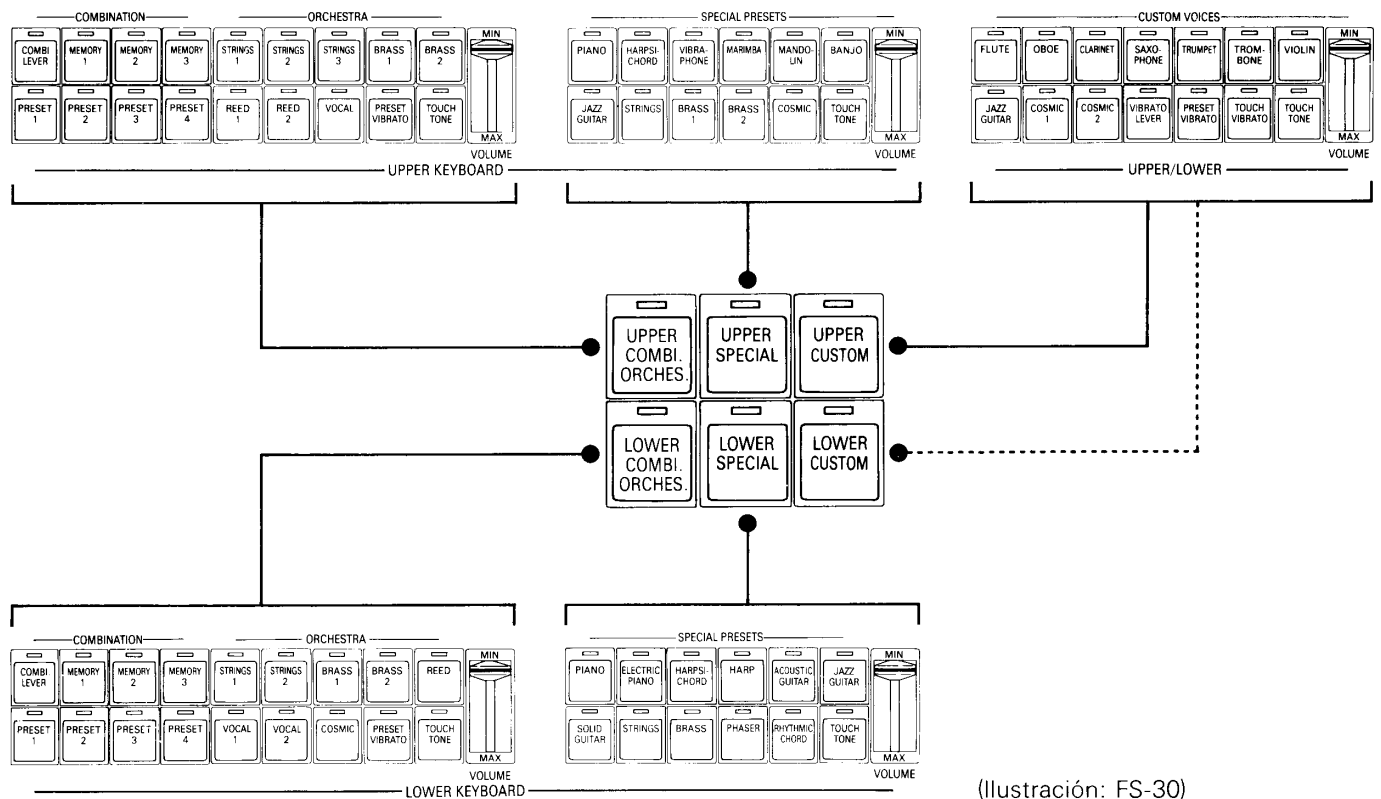 COMBINATION ORCHESTRA
COMBI LEVER MEMORY 1 MEMORY 2 MEMORY 3 STRINGS 1 STRINGS 2 STRINGS 3 BRASS 1 BRASS 2 MIN
PRESET 1 PRESET 2 PRESET 3 PRESET 4 REED 1 REED 2 VOCAL PRESET VIBRATO TOUCH TONE MAX
VOLUME
SPECIAL PRESETS
PIANO HARPSI-CHORD VIBRA-PHONE MARIMBA MANDO-LIN BANJO MIN
JAZZ GUITAR STRINGS BRASS 1 BRASS 2 COSMIC TOUCH TONE MAX
VOLUME
UPPER KEYBOARD
CUSTOM VOICES
FLUTE OBOE CLARINET SAXO-PHONE TRUMPET TROM-BONE VIOLIN MIN
JAZZ GUITAR COSMIC 1 COSMIC 2 VIBRATO LEVER PRESET VIBRATO TOUCH VIBRATO TOUCH TONE MAX
VOLUME
UPPER/LOWER
UPPER COMBI. ORCHES. UPPER SPECIAL UPPER CUSTOM
LOWER COMBI. ORCHES. LOWER SPECIAL LOWER CUSTOM
COMBINATION ORCHESTRA
COMBI LEVER MEMORY 1 MEMORY 2 MEMORY 3 STRINGS 1 STRINGS 2 BRASS 1 BRASS 2 REED MIN
PRESET 1 PRESET 2 PRESET 3 PRESET 4 VOCAL 1 VOCAL 2 COSMIC PRESET VIBRATO TOUCH TONE MAX
VOLUME
SPECIAL PRESETS
PIANO ELECTRIC PIANO HARPSI-CHORD HARP ACOUSTIC GUITAR JAZZ GUITAR MIN
SOLID GUITAR STRINGS BRASS PHASER RHYTHMIC CHORD TOUCH TONE MAX
VOLUME
LOWER KEYBOARD
(Ilustración: FS-30)